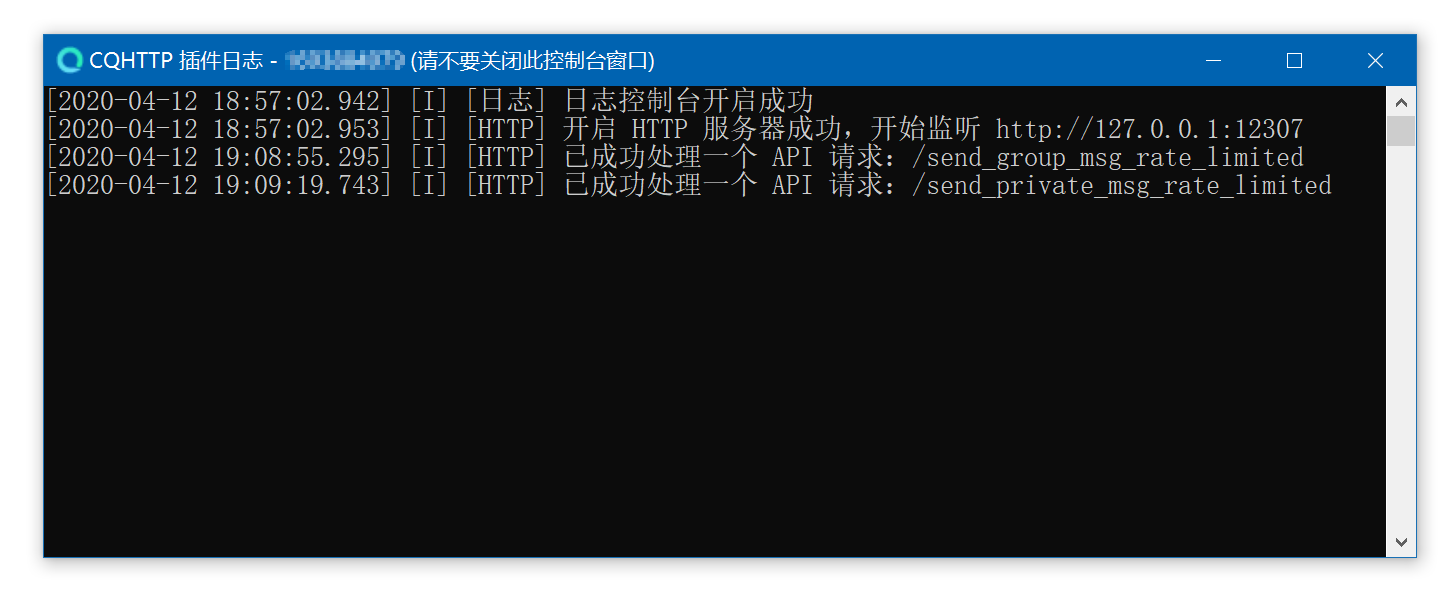 CQHTTP 插件日志 - (请不要关闭此控制台窗口)
[2020-04-12 18:57:02.942] [I] [日志] 日志控制台开启成功
[2020-04-12 18:57:02.953] [I] [HTTP] 开启 HTTP 服务器成功，开始监听 http://127.0.0.1:12307
[2020-04-12 19:08:55.295] [I] [HTTP] 已成功处理一个 API 请求：/send_group_msg_rate_limited
[2020-04-12 19:09:19.743] [I] [HTTP] 已成功处理一个 API 请求：/send_private_msg_rate_limited